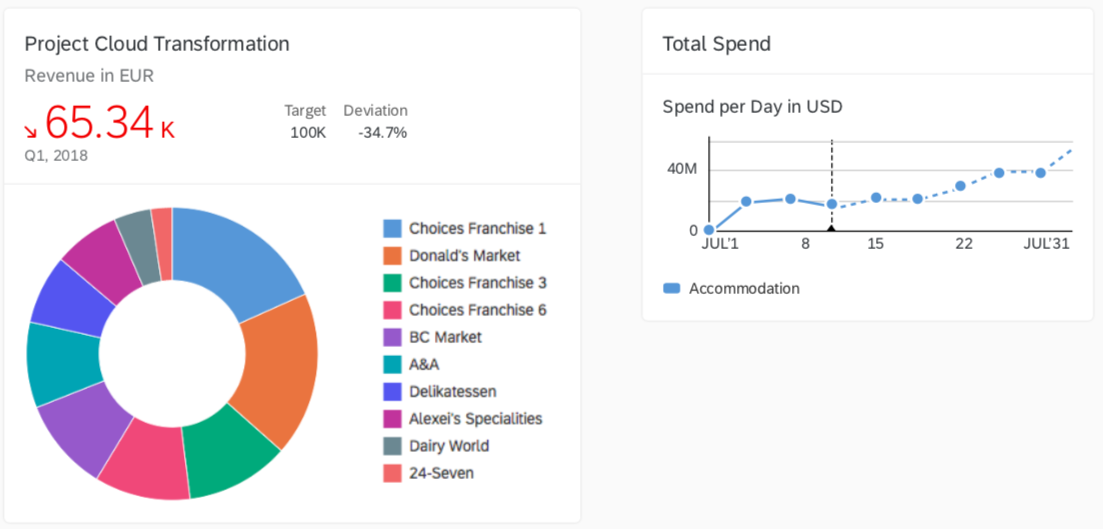 Project Cloud Transformation
Revenue in EUR
65.34 K
Target Deviation
100K -34.7%
Q1, 2018
Choices Franchise 1
Donald's Market
Choices Franchise 3
Choices Franchise 6
BC Market
A&A
Delikatessen
Alexei's Specialities
Dairy World
24-Seven
Total Spend
Spend per Day in USD
40M
0
JUL'1 8 15 22 JUL'31
Accommodation